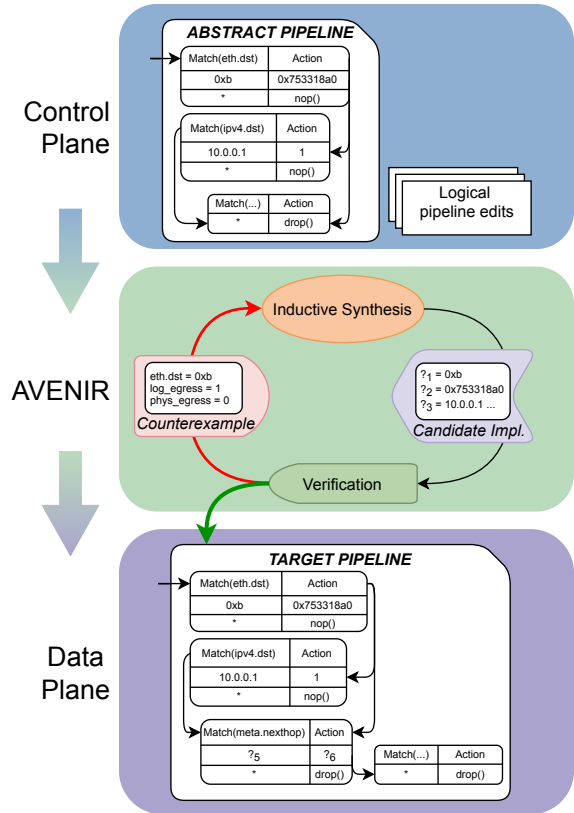 ABSTRACT PIPELINE
Match(eth.dst) Action
0xb 0x753318a0
* nop()
Match(ipv4.dst) Action
10.0.0.1 1
* nop()
Match(...) Action
* drop()
Control
Plane
Logical
pipeline edits
AVENIR
Inductive Synthesis
eth.dst = 0xb
log_egress = 1
phys_egress = 0
Counterexample
?1 = 0xb
?2 = 0x753318a0
?3 = 10.0.0.1 ...
Candidate Impl.
Verification
Data
Plane
TARGET PIPELINE
Match(eth.dst) Action
0xb 0x753318a0
* nop()
Match(ipv4.dst) Action
10.0.0.1 1
* nop()
Match(meta.nexthop) Action
?5 ?6
* drop()
Match(...) Action
* drop()